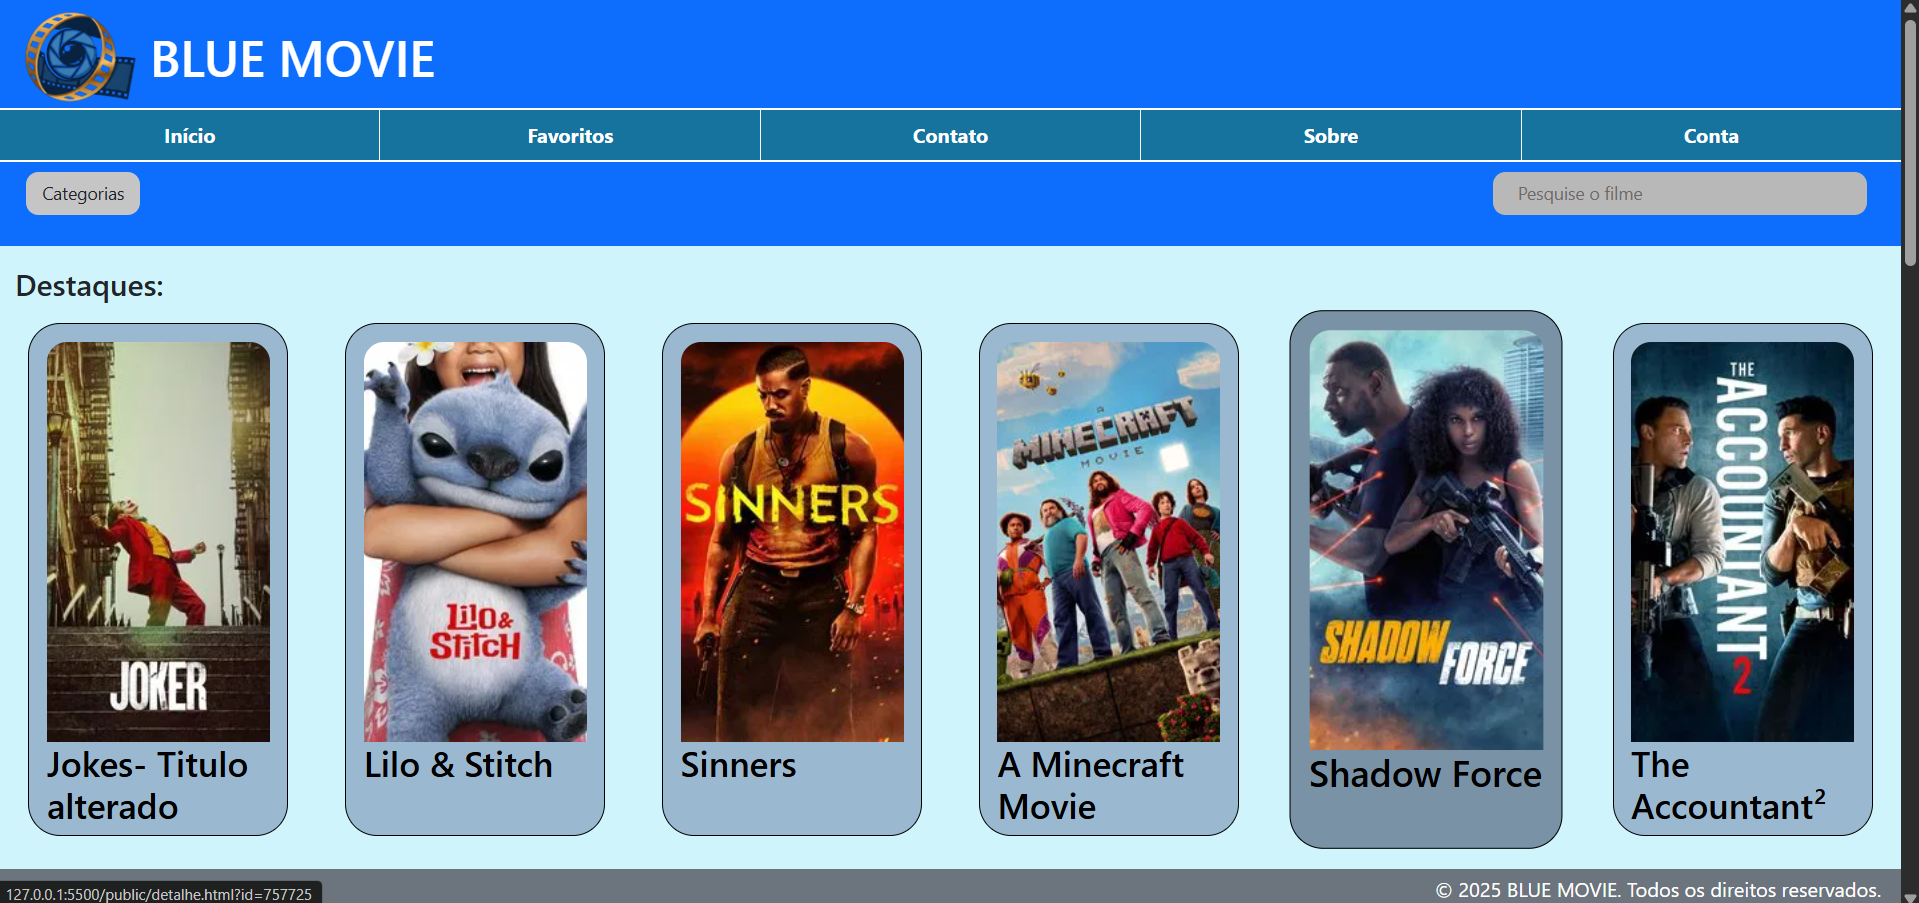 BLUE MOVIE
Início
Favoritos
Contato
Sobre
Conta
Categorias
Pesquise o filme
Destaques:
JOKER
Jokes- Titulo
alterado
LiLO &
STiTCH
Lilo & Stitch
SINNERS
Sinners
A
MINECRAFT
MOVIE
A Minecraft
Movie
SHADOW
FORCE
Shadow Force
THE
ACCOUNTANT
2
The
Accountant²
127.0.0.1:5500/public/detalhe.html?id=757725
© 2025 BLUE MOVIE. Todos os direitos reservados.